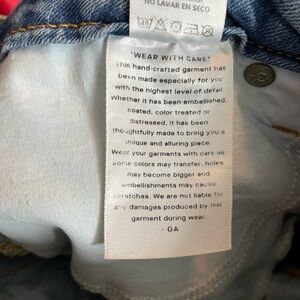 NO LAVAR EN SECO
"WEAR WITH CARE"
This hand-crafted garment has
been made especially for you
with the highest level of detail.
Whether it has been embellished,
coated, color treated or
distressed, it has been
thoughtfully made to bring you a
unique and alluring piece.
Wear your garments with care as
some colors may transfer, holes
may become bigger and
embellishments may cause
scratches. We are not liable for
any damages produced by this
garment during wear.
- GA